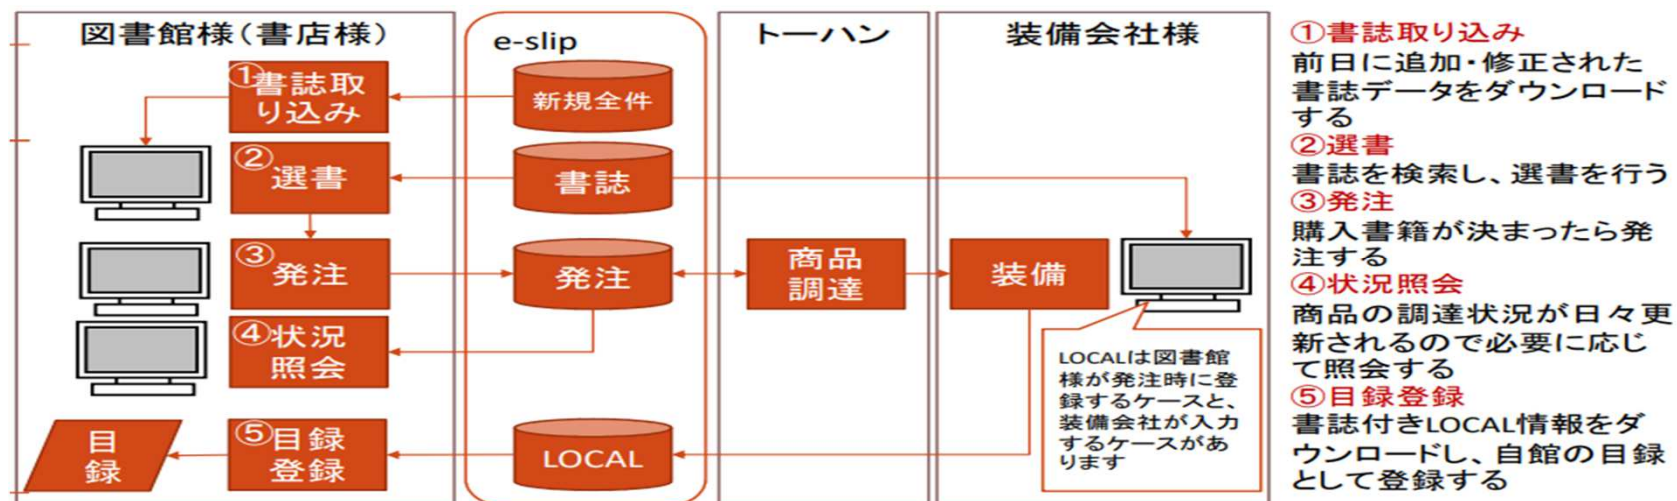 図書館様(書店様)
e-slip
トーハン
装備会社様
①書誌取
り込み
新規全件
②選書
書誌
③発注
発注
商品
調達
装備
④状況
照会
LOCALは図書館
様が発注時に登
録するケースと、
装備会社が入力
するケースがあ
ります
目
録
⑤目録
登録
LOCAL
①書誌取り込み
前日に追加・修正された
書誌データをダウンロード
する
②選書
書誌を検索し、選書を行う
③発注
購入書籍が決まったら発
注する
④状況照会
商品の調達状況が日々更
新されるので必要に応じ
て照会する
⑤目録登録
書誌付きLOCAL情報をダ
ウンロードし、自館の目録
として登録する